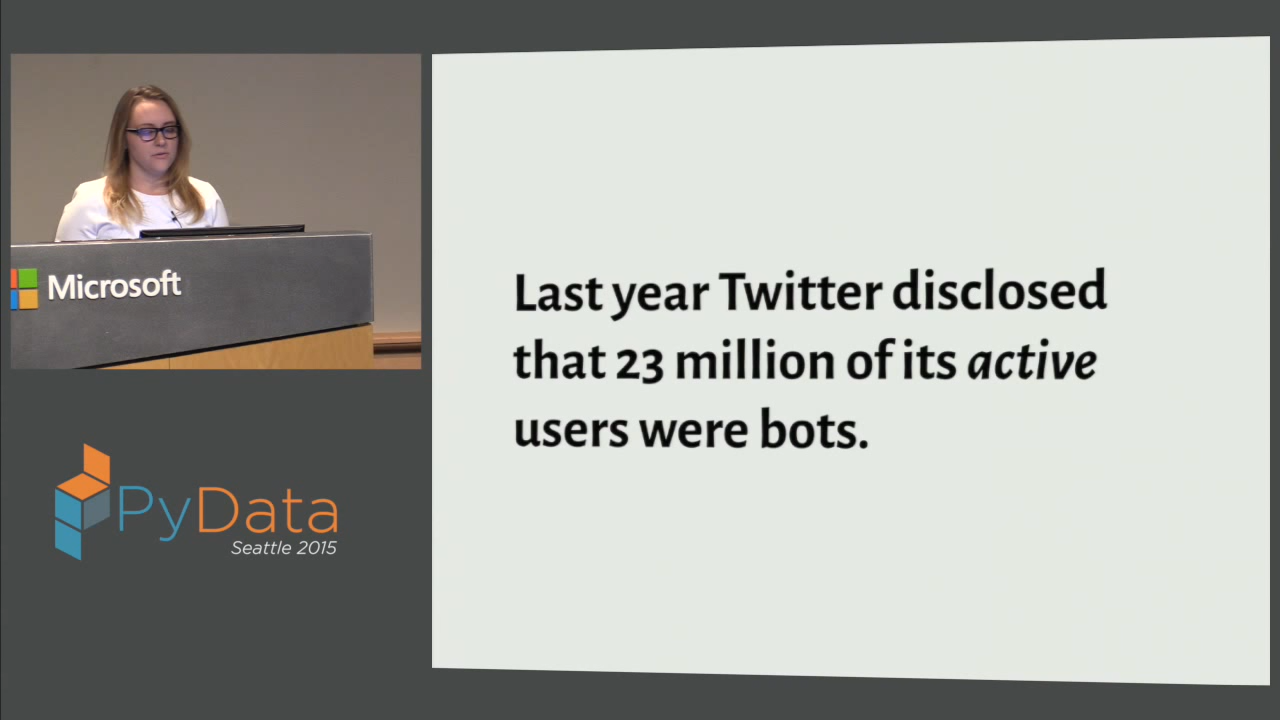 Microsoft
PyData
Seattle 2015
Last year Twitter disclosed
that 23 million of its active
users were bots.